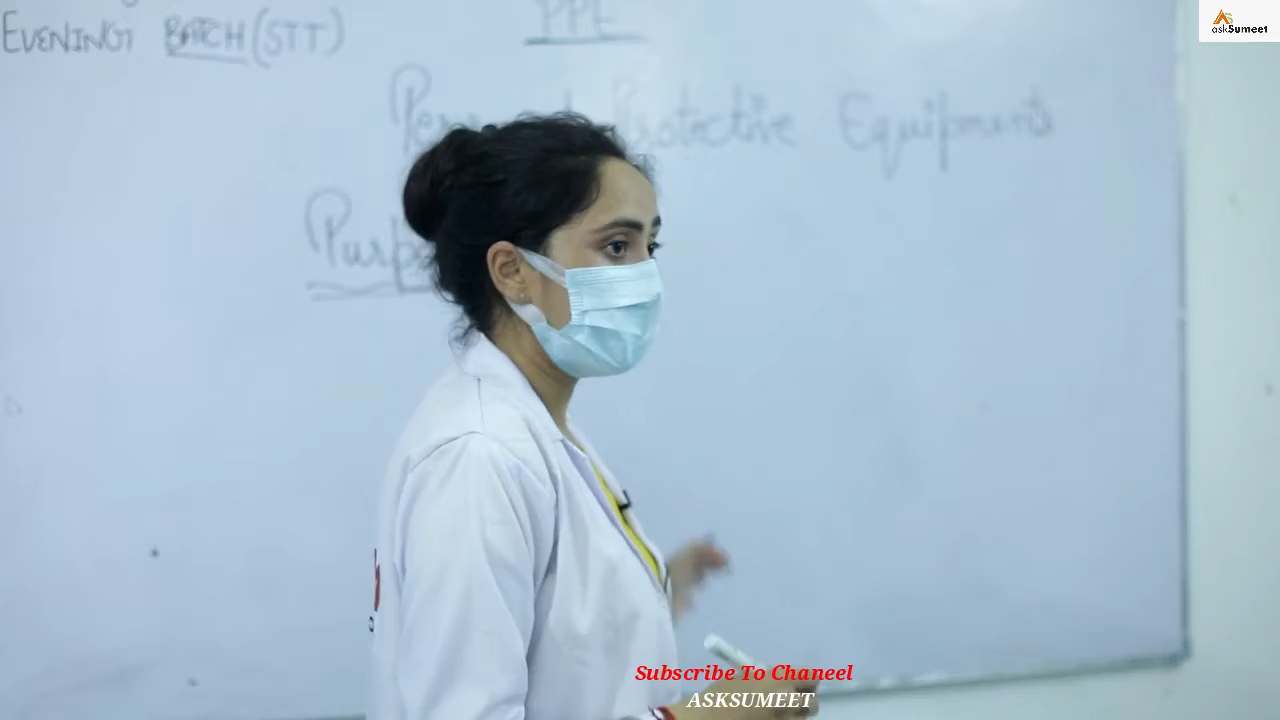 EVENING BATCH (STT)
PPE
askSumeet
Protective Equipments
Subscribe To Chaneel
ASKSUMEET